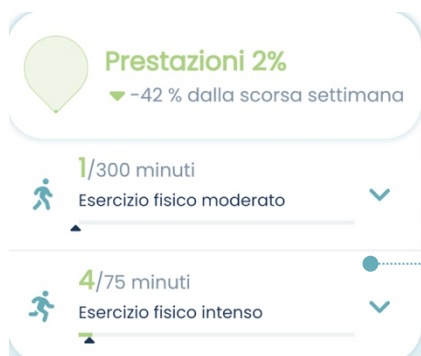 Prestazioni 2%
-42 % dalla scorsa settimana
1/300 minuti
Esercizio fisico moderato
4/75 minuti
Esercizio fisico intenso